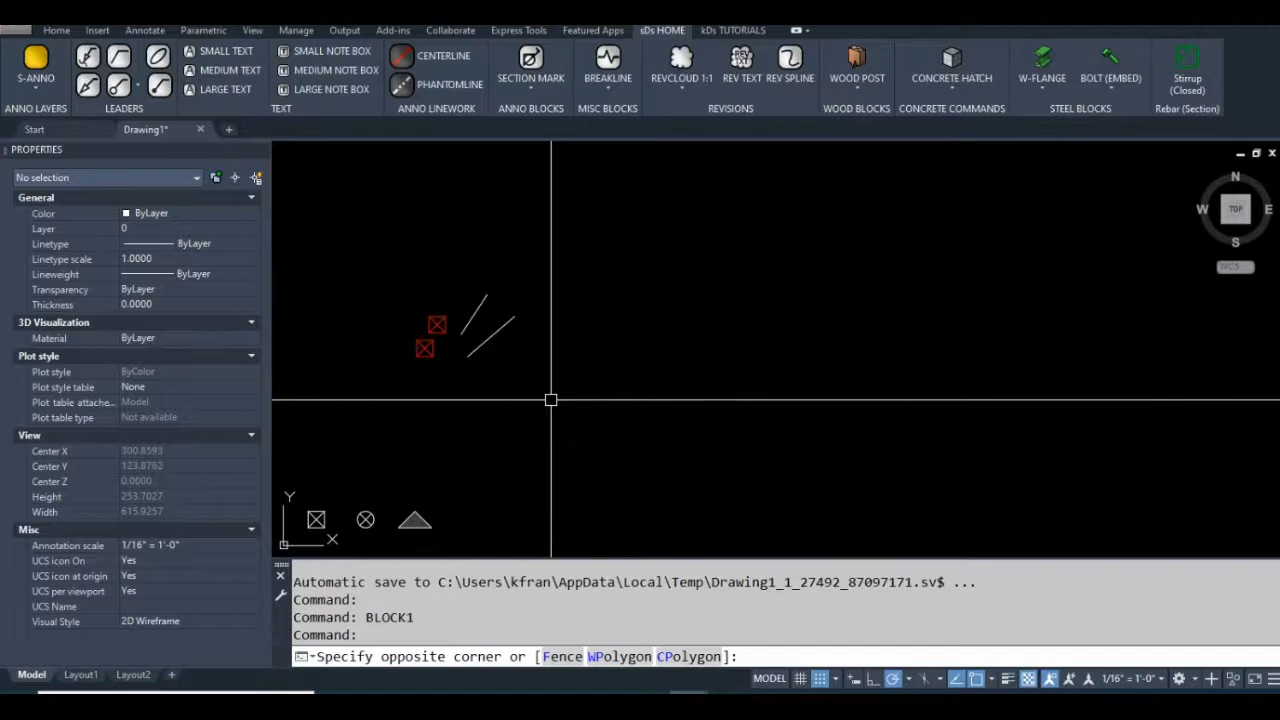 Home Insert Annotate Parametric View Manage Output Add-ins Collaborate Express Tools Featured Apps sDs HOME kDs TUTORIALS
S-ANNO
SMALL TEXT
MEDIUM TEXT
LARGE TEXT
SMALL NOTE BOX
MEDIUM NOTE BOX
LARGE NOTE BOX
CENTERLINE
PHANTOMLINE
SECTION MARK
BREAKLINE
REVCLOUD 1:1 REV TEXT REV SPLINE
WOOD POST
CONCRETE HATCH
W-FLANGE BOLT (EMBED)
Stirrup
(Closed)
ANNO LAYERS LEADERS TEXT ANNO LINEWORK ANNO BLOCKS MISC BLOCKS REVISIONS WOOD BLOCKS CONCRETE COMMANDS STEEL BLOCKS Rebar (Section)
Start Drawing1*
PROPERTIES
No selection
General
Color ByLayer
Layer 0
Linetype ByLayer
Linetype scale 1.0000
Lineweight ByLayer
Transparency ByLayer
Thickness 0.0000
3D Visualization
Material ByLayer
Plot style
Plot style ByColor
Plot style table None
Plot table attache... Model
Plot table type Not available
View
Center X 300.8593
Center Y 123.8762
Center Z 0.0000
Height 253.7027
Width 615.9257
Misc
Annotation scale 1/16" = 1'-0"
UCS icon On Yes
UCS icon at origin Yes
UCS per viewport Yes
UCS Name
Visual Style 2D Wireframe
N
W TOP E
S
WCS
Y
X
Automatic save to C:\Users\kfran\AppData\Local\Temp\Drawing1_1_27492_87097171.sv$ ...
Command:
Command: BLOCK1
Command:
Specify opposite corner or [Fence WPolygon CPolygon]:
Model Layout1 Layout2
MODEL 1/16" = 1'-0"